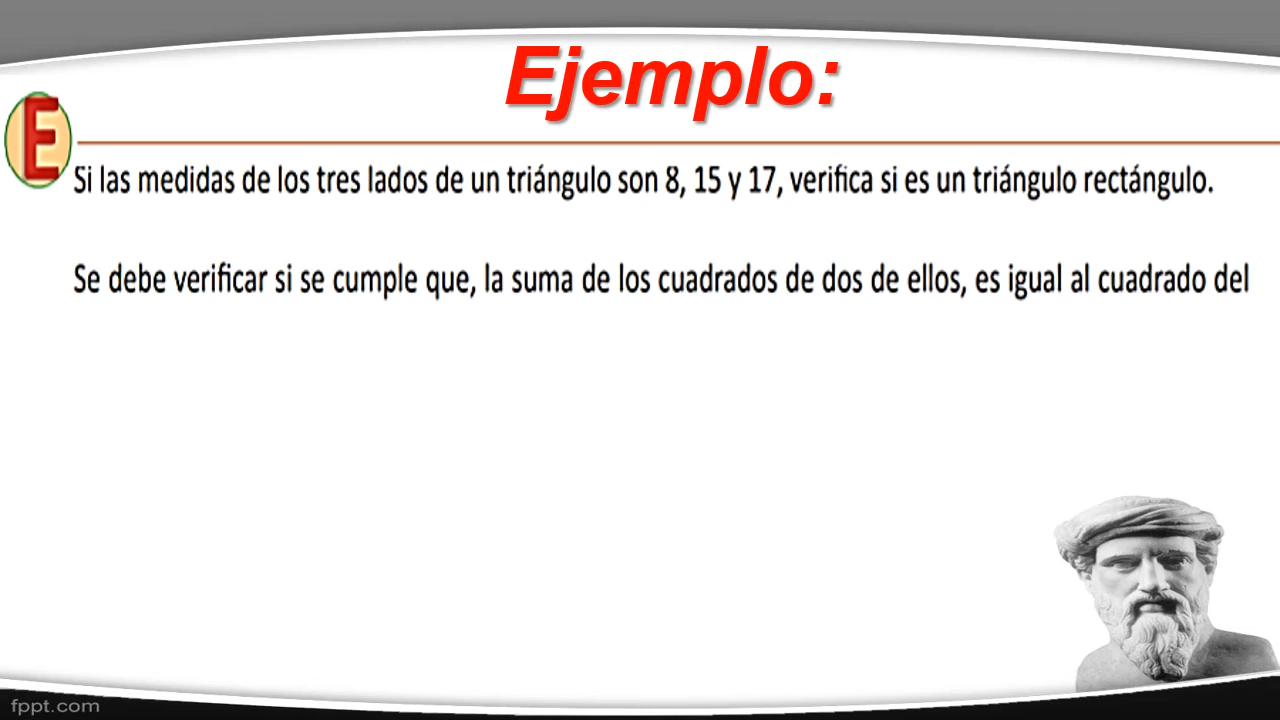 Ejemplo:
E
Si las medidas de los tres lados de un triángulo son 8, 15 y 17, verifica si es un triángulo rectángulo.
Se debe verificar si se cumple que, la suma de los cuadrados de dos de ellos, es igual al cuadrado del
fppt.com